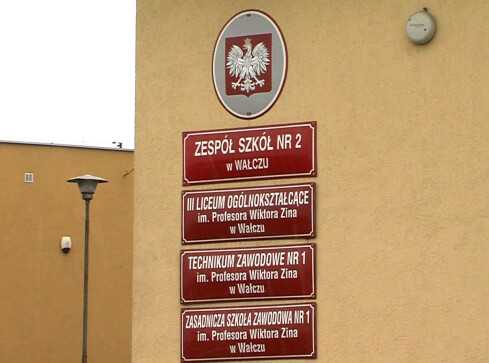 ZESPÓŁ SZKÓŁ NR 2
w WAŁCZU
III LICEUM OGÓLNOKSZTAŁCĄCE
im. Profesora Wiktora Zina
w Wałczu
TECHNIKUM ZAWODOWE NR 1
im. Profesora Wiktora Zina
w Wałczu
ZASADNICZA SZKOŁA ZAWODOWA NR 1
im. Profesora Wiktora Zina
w Wałczu